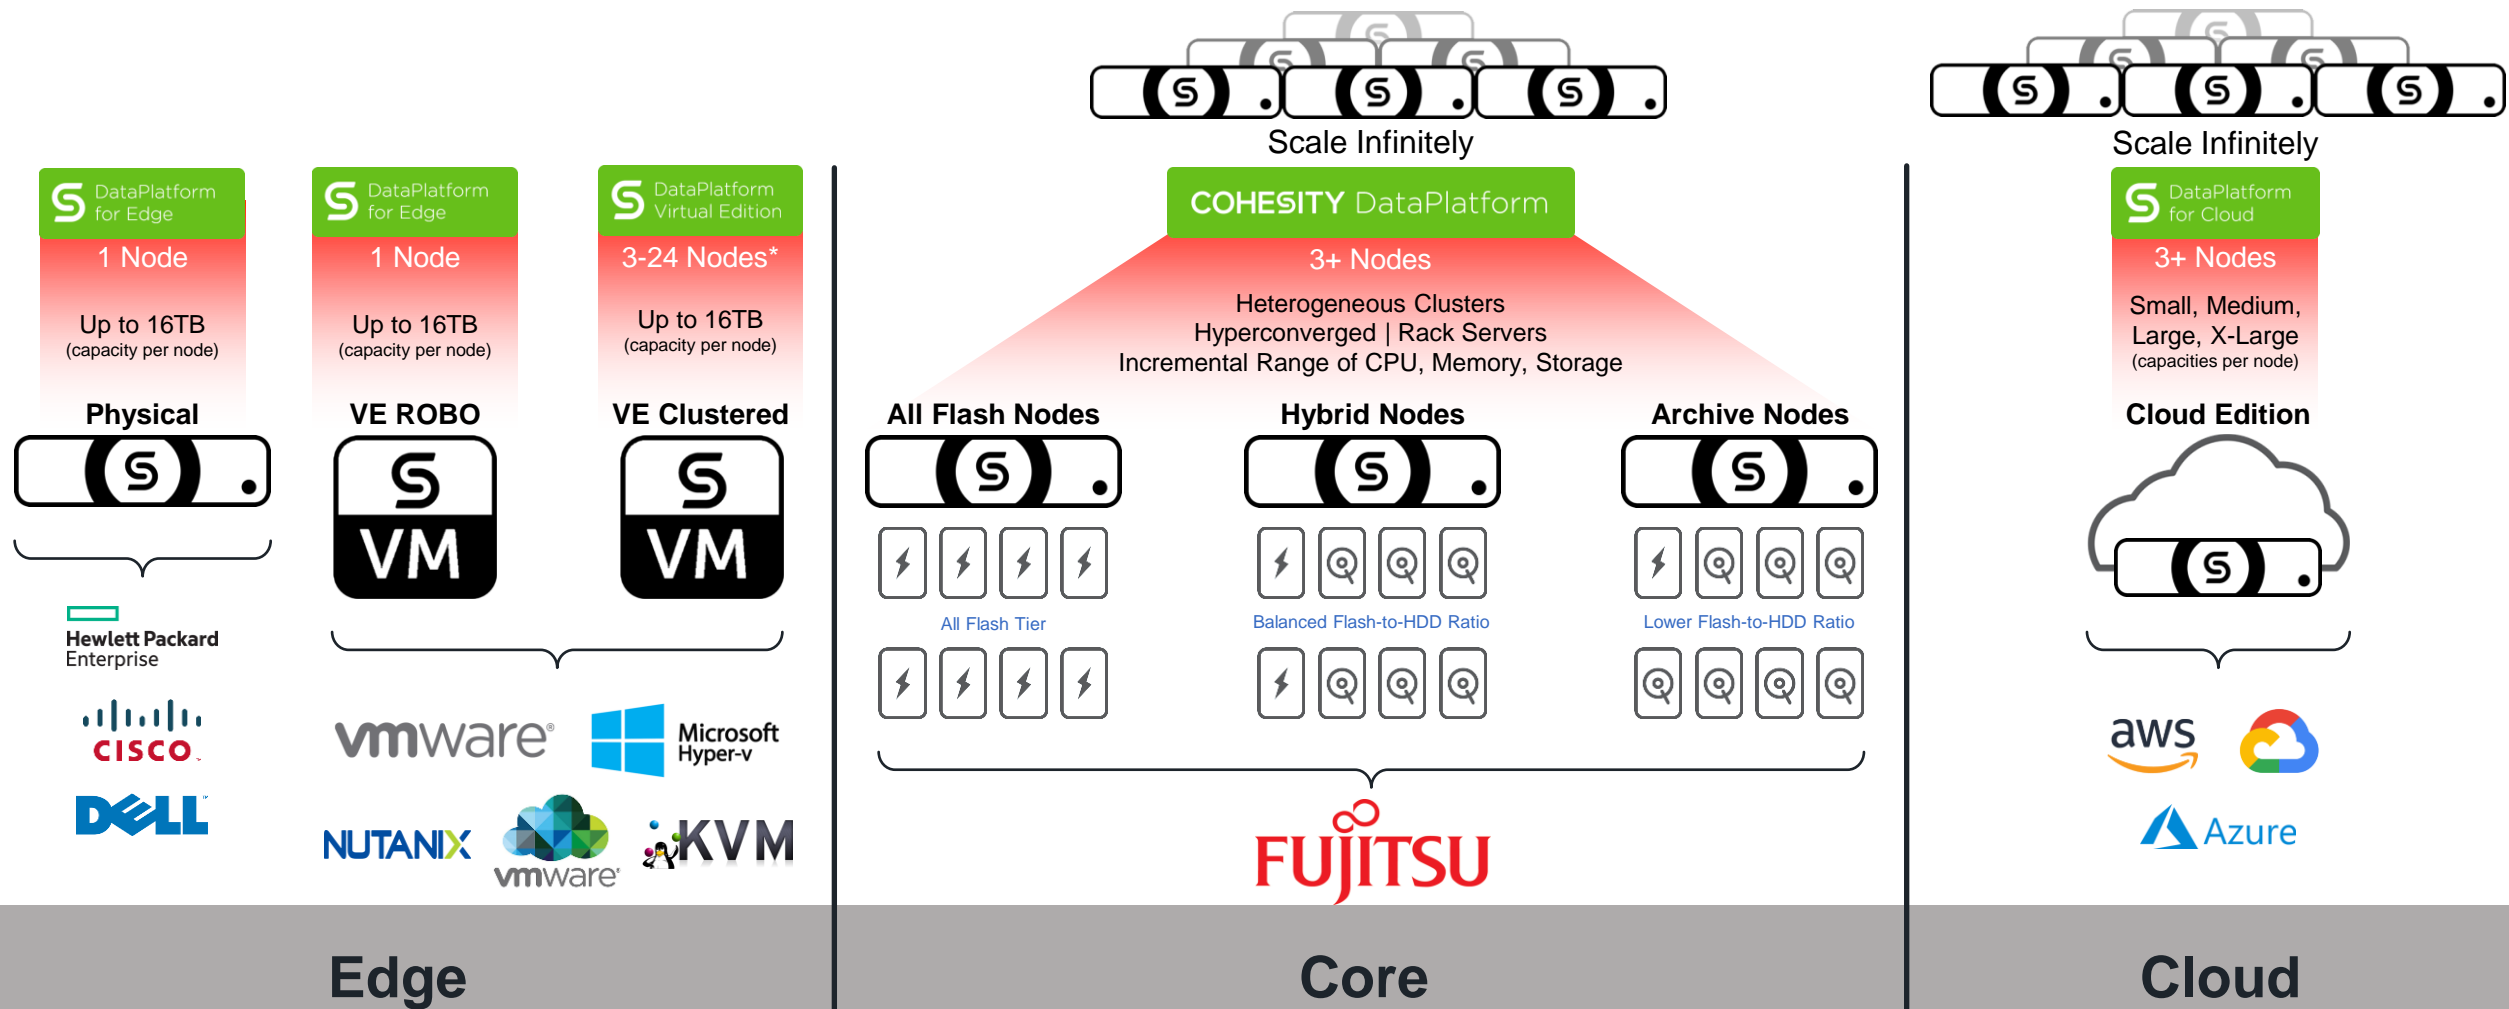 Scale Infinitely
Scale Infinitely
DataPlatform
for Edge
1 Node
Up to 16TB
(capacity per node)
Physical
Hewlett Packard
Enterprise
CISCO
DELL
DataPlatform
for Edge
1 Node
Up to 16TB
(capacity per node)
VE ROBO
VM
DataPlatform
Virtual Edition
3-24 Nodes*
Up to 16TB
(capacity per node)
VE Clustered
VM
vmware®
Microsoft
Hyper-v
NUTANIX
vmware
KVM
COHESITY DataPlatform
3+ Nodes
Heterogeneous Clusters
Hyperconverged | Rack Servers
Incremental Range of CPU, Memory, Storage
All Flash Nodes
All Flash Tier
Hybrid Nodes
Balanced Flash-to-HDD Ratio
Archive Nodes
Lower Flash-to-HDD Ratio
FUJITSU
DataPlatform
for Cloud
3+ Nodes
Small, Medium,
Large, X-Large
(capacities per node)
Cloud Edition
aws
Azure
Edge
Core
Cloud